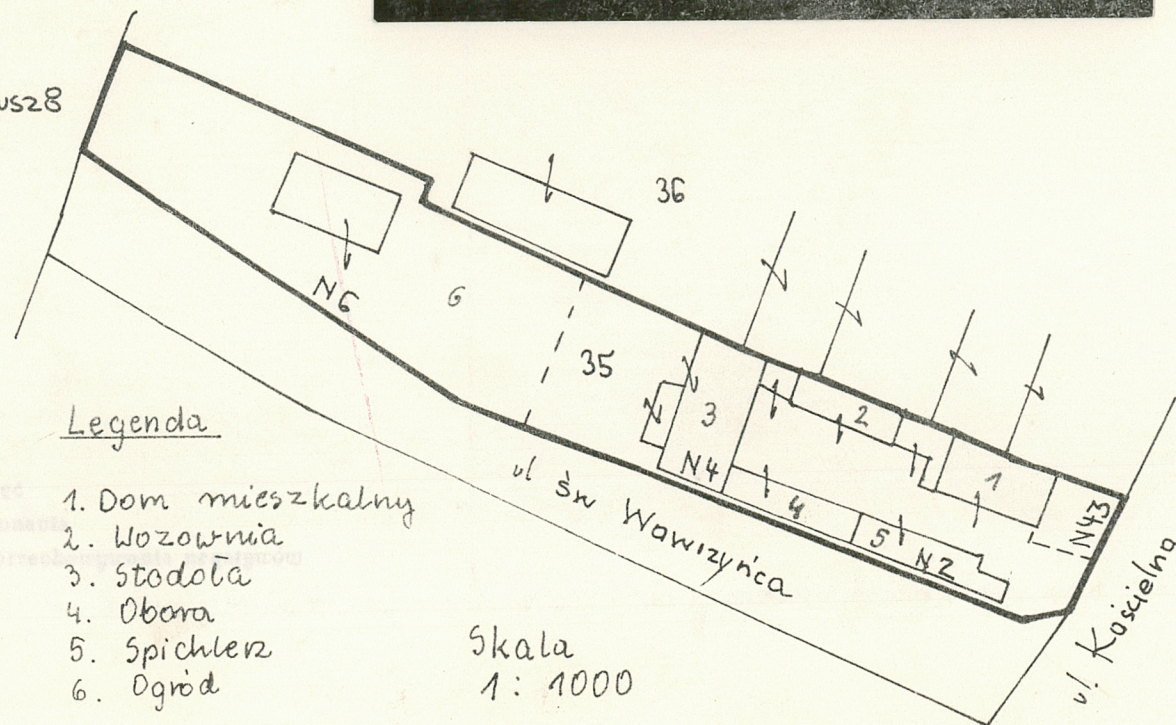 usz8
36
N6
6
35
3
2
1
N4
4
5
N2
N43
ul św Wawrzyńca
ul. Kościelna
Legenda
1. Dom mieszkalny
2. Wozownia
3. Stodoła
4. Obora
5. Spichlerz
6. Ogród
Skala
1: 1000